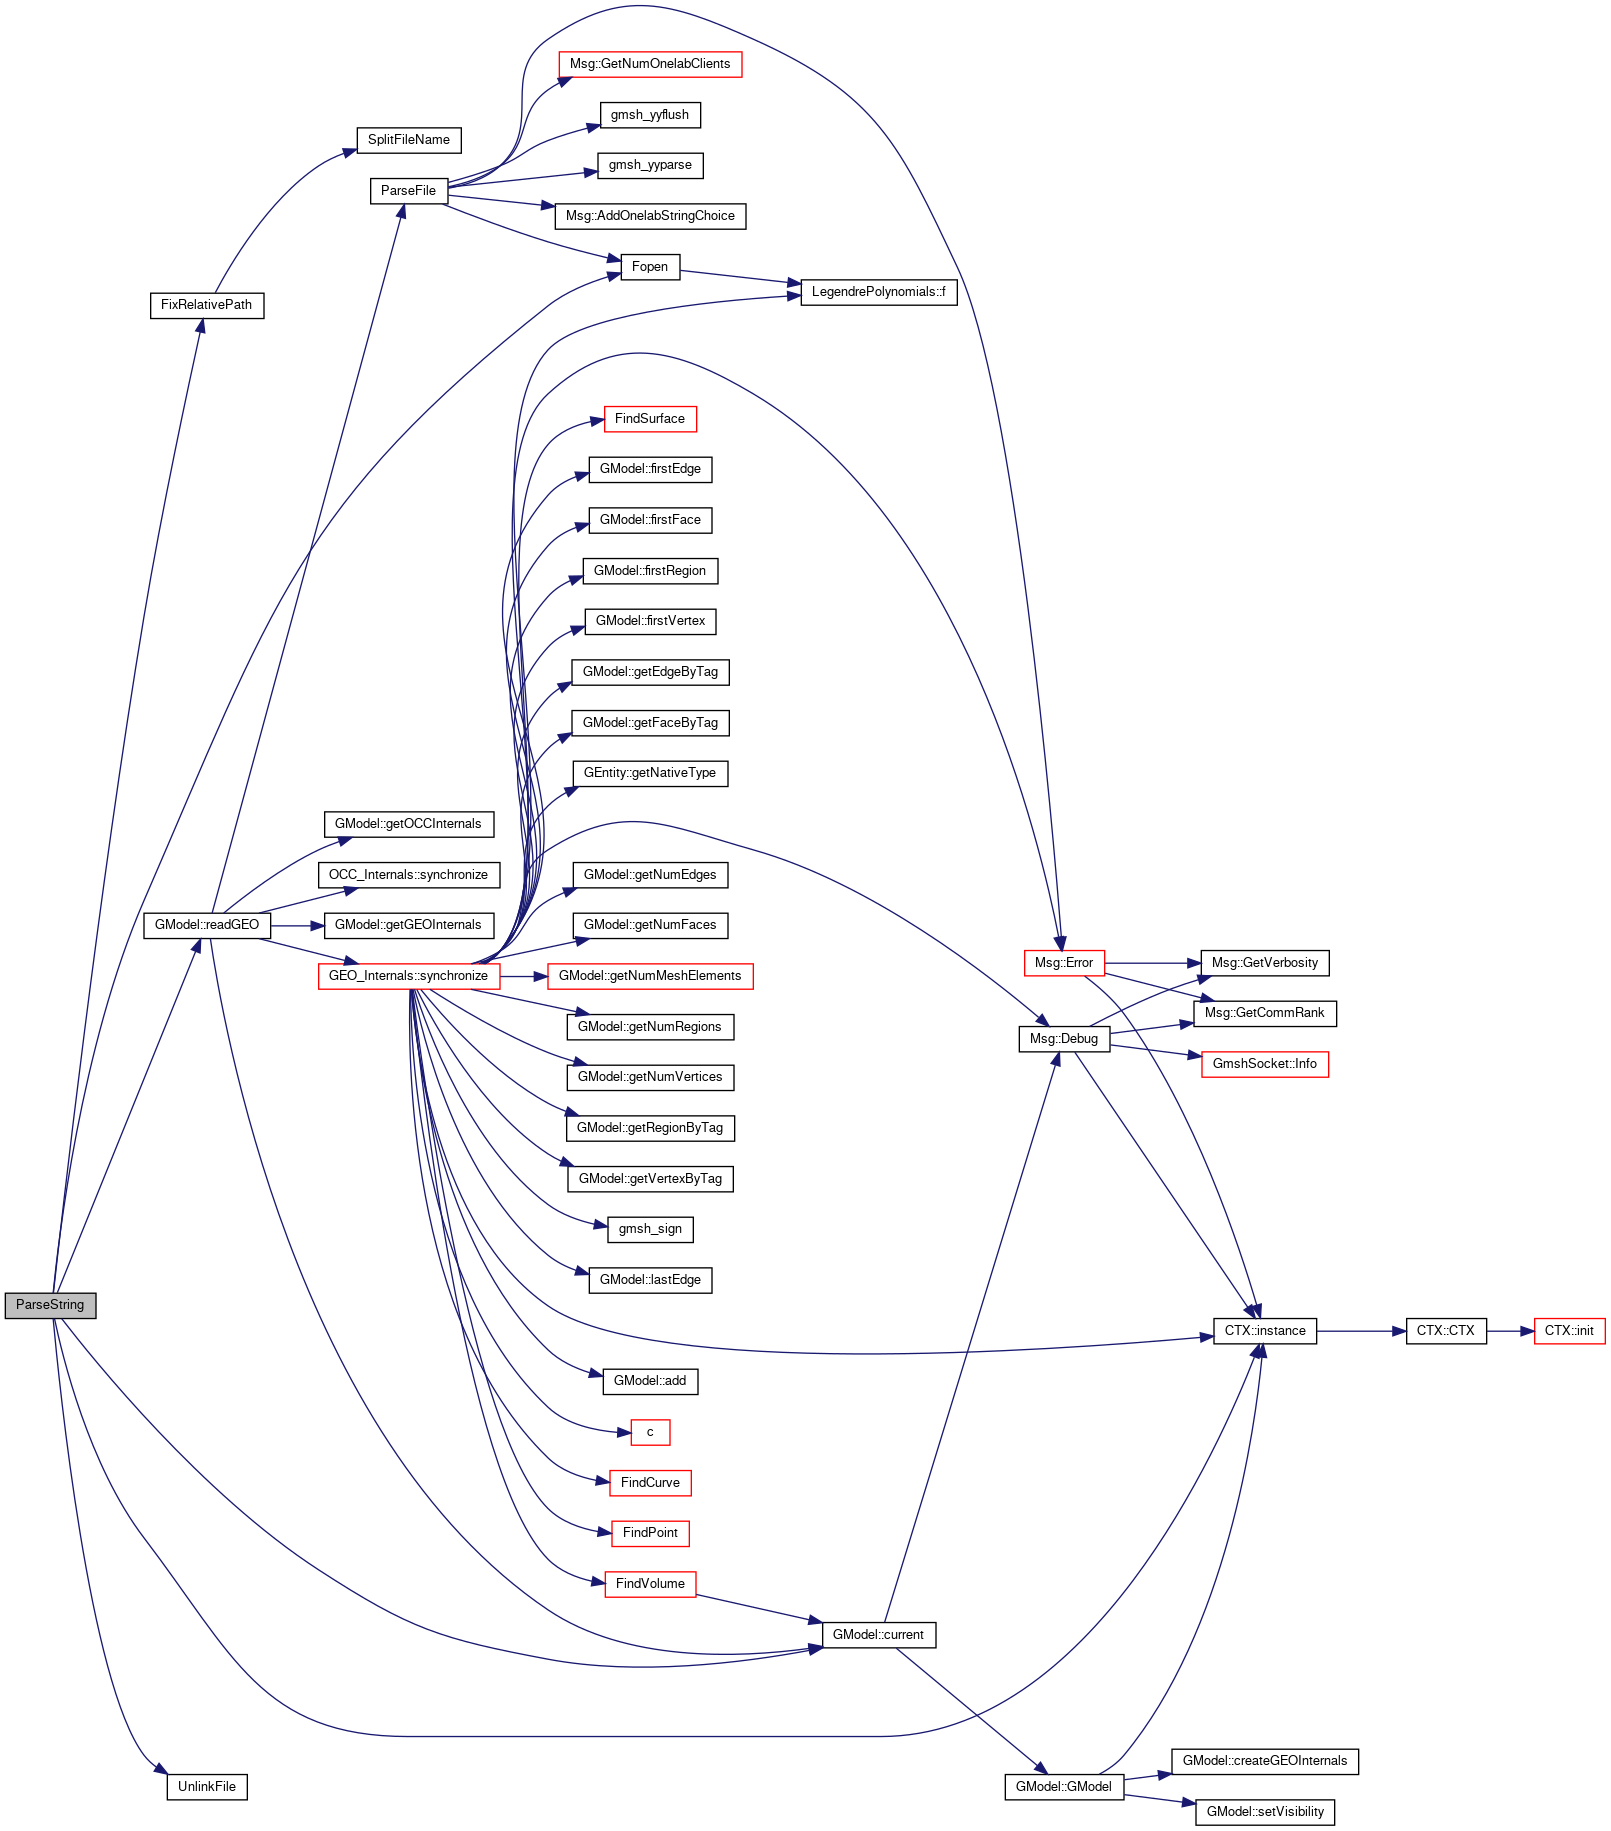 Msg::GetNumOnelabClients
gmsh_yyflush
SplitFileName
gmsh_yyparse
ParseFile
Msg::AddOnelabStringChoice
Fopen
LegendrePolynomials::f
FixRelativePath
FindSurface
GModel::firstEdge
GModel::firstFace
GModel::firstRegion
GModel::firstVertex
GModel::getEdgeByTag
GModel::getFaceByTag
GEntity::getNativeType
GModel::getOCCInternals
OCC_Internals::synchronize
GModel::getNumEdges
GModel::readGEO
GModel::getGEOInternals
GModel::getNumFaces
GEO_Internals::synchronize
GModel::getNumMeshElements
Msg::Error
Msg::GetVerbosity
GModel::getNumRegions
Msg::GetCommRank
Msg::Debug
GmshSocket::Info
GModel::getNumVertices
GModel::getRegionByTag
GModel::getVertexByTag
gmsh_sign
GModel::lastEdge
ParseString
CTX::instance
CTX::CTX
CTX::init
GModel::add
c
FindCurve
FindPoint
FindVolume
GModel::current
GModel::createGEOInternals
UnlinkFile
GModel::GModel
GModel::setVisibility